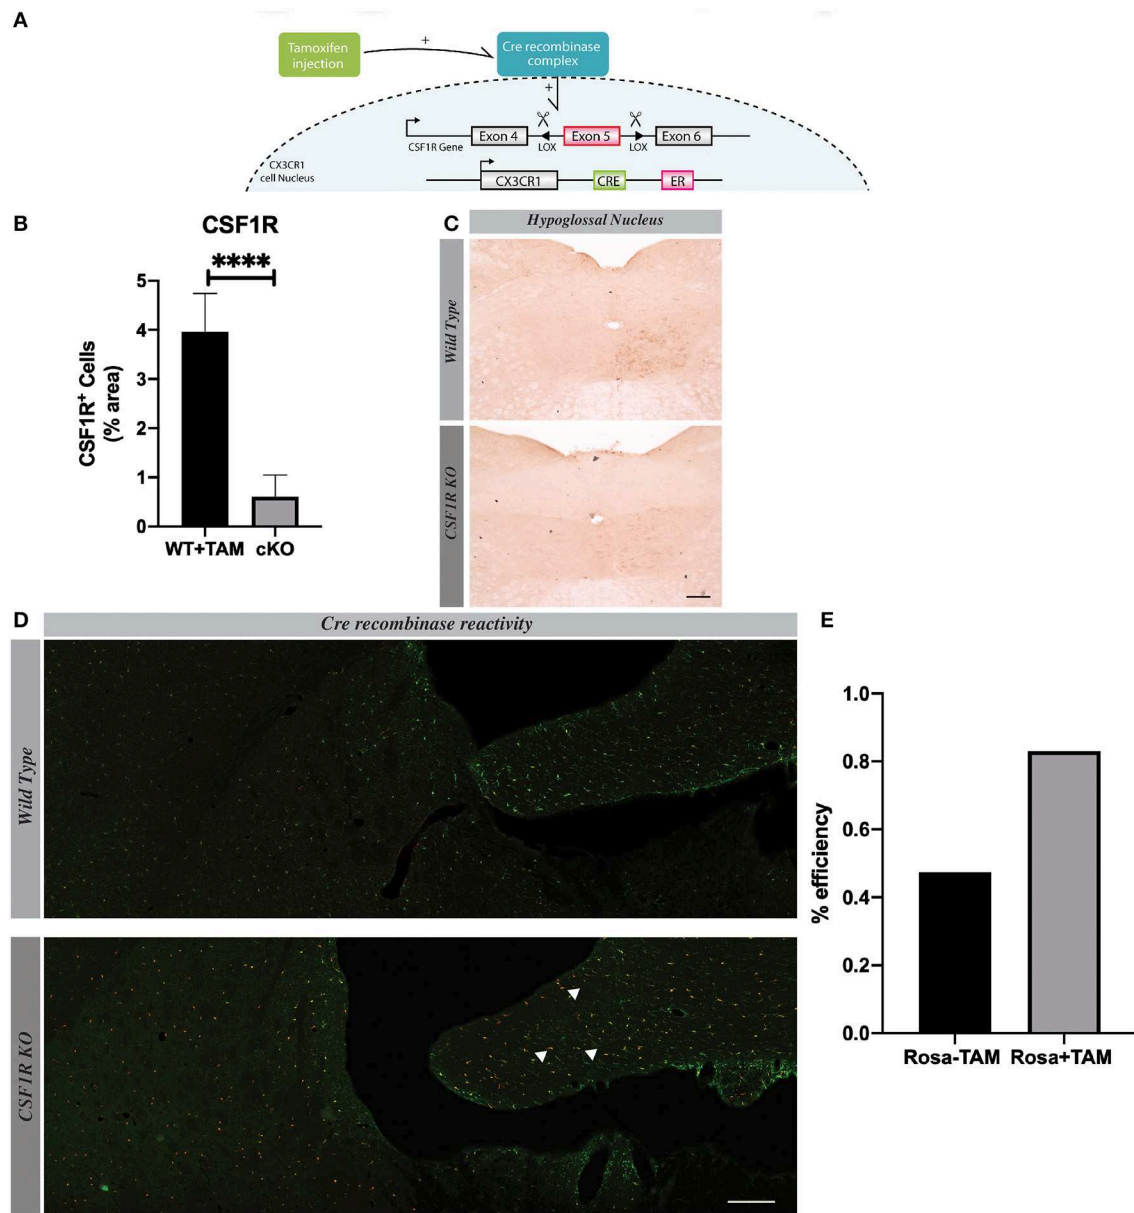 A
Tamoxifen
injection
+
Cre recombinase
complex
+
Exon 4
Exon 5
Exon 6
CSF1R Gene
LOX
LOX
CX3CR1
cell Nucleus
CX3CR1
CRE
ER
B
CSF1R
****
5
4
3
2
1
0
CSF1R+ Cells
(% area)
WT+TAM
cKO
C
Hypoglossal Nucleus
Wild Type
CSF1R KO
D
Cre recombinase reactivity
Wild Type
CSF1R KO
E
1.0
0.8
0.6
0.4
0.2
0.0
% efficiency
Rosa-TAM
Rosa+TAM